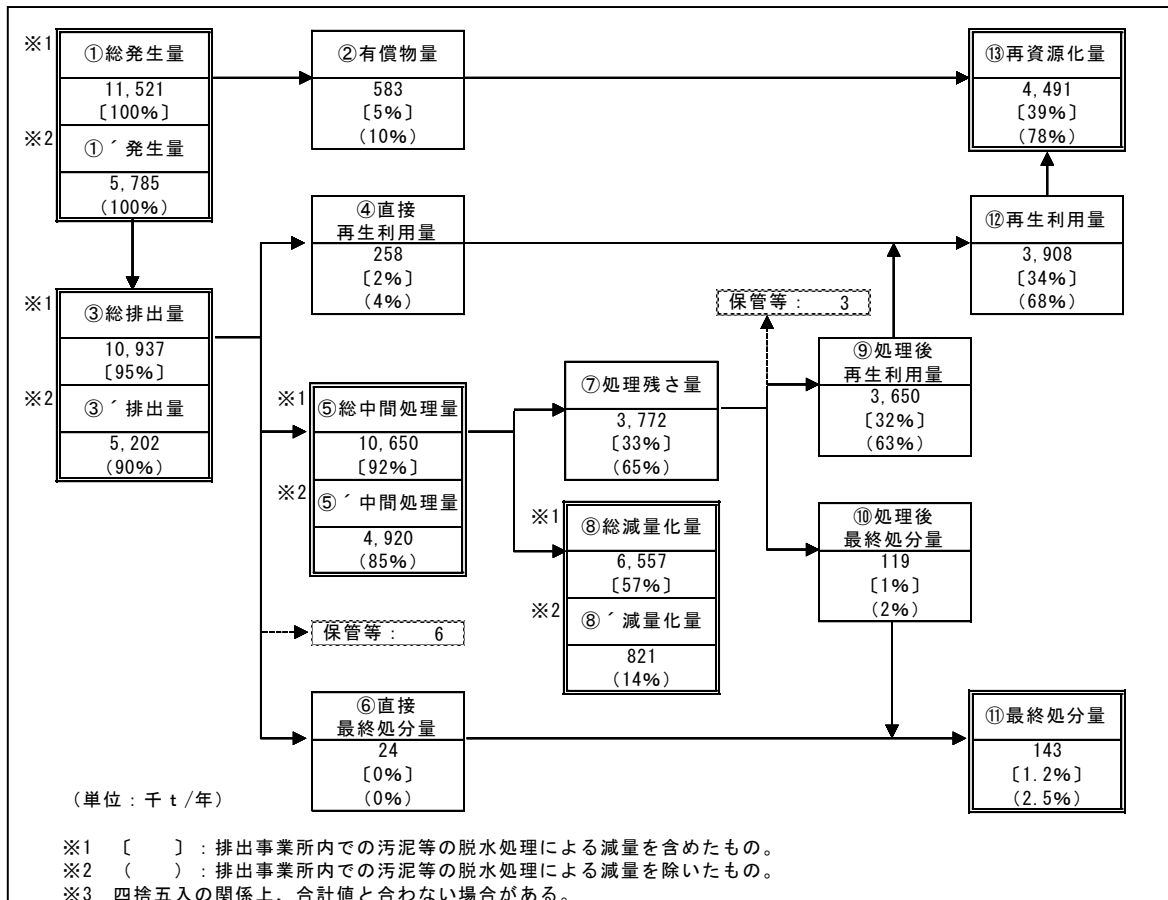 ※1
①総発生量
11,521
〔100%〕
※2
①´発生量
5,785
(100%)
②有償物量
583
〔5%〕
(10%)
⑬再資源化量
4,491
〔39%〕
(78%)
④直接
再生利用量
258
〔2%〕
(4%)
⑫再生利用量
3,908
〔34%〕
(68%)
※1
③総排出量
10,937
〔95%〕
※2
③´排出量
5,202
(90%)
保管等: 3
※1
⑤総中間処理量
10,650
〔92%〕
※2
⑤´中間処理量
4,920
(85%)
⑦処理残さ量
3,772
〔33%〕
(65%)
⑨処理後
再生利用量
3,650
〔32%〕
(63%)
※1
⑧総減量化量
6,557
〔57%〕
※2
⑧´減量化量
821
(14%)
⑩処理後
最終処分量
119
〔1%〕
(2%)
保管等: 6
⑥直接
最終処分量
24
〔0%〕
(0%)
⑪最終処分量
143
〔1.2%〕
(2.5%)
(単位:千t/年)
※1 〔 〕:排出事業所内での汚泥等の脱水処理による減量を含めたもの。
※2 ( ):排出事業所内での汚泥等の脱水処理による減量を除いたもの。
※3 四捨五入の関係上、合計値と合わない場合がある。